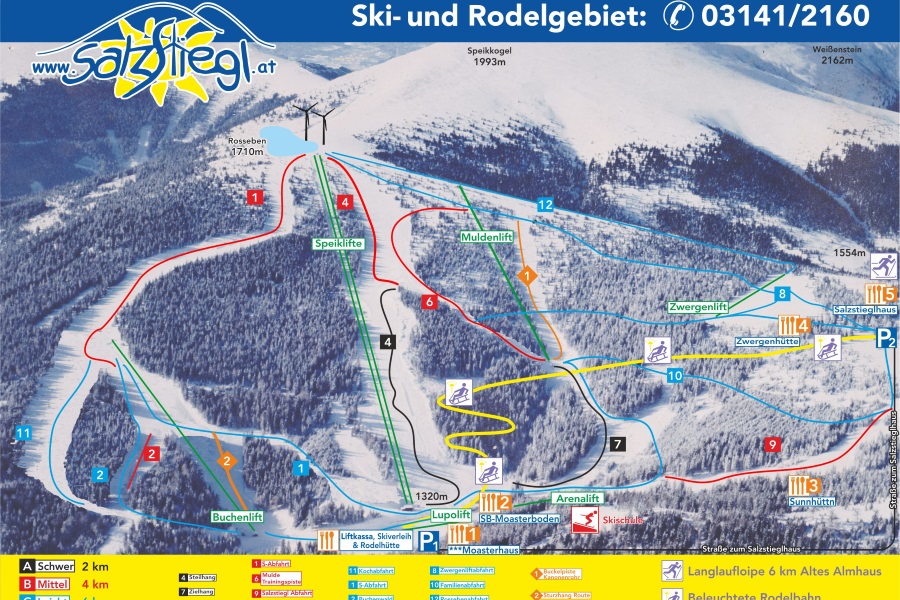 Ski- und Rodelgebiet: 03141/2160
www.Salzstiegl.at
Speikkogel
1993m
Weißenstein
2162m
Rosseben
1710m
1
4
12
Speiklifte
Muldenlift
1554m
1
8
5
6
Zwergenlift
Salzstieglhaus
4
4
Zwergenhütte
P2
10
11
2
2
2
1
7
9
3
Sunnhüttn
1320m
2
Arenalift
Buchenlift
Lupolift
SB-Moasterboden
Skischule
Liftkassa, Skiverleih
& Rodelhütte
P1
1
***Moasterhaus
Straße zum Salzstieglhaus
Straße zum Salzstieglhaus
A Schwer 2 km
B Mittel 4 km
4 Steilhang
7 Zielhang
1 S-Abfahrt
6 Mulde
Trainingspiste
9 Salzstiegl Abfahrt
11 Kochabfahrt
1 S-Abfahrt
8 Zwergenliftabfahrt
10 Familienabfahrt
1 Buckelpiste
Kanonenrohr
2 Sturzhang Route
Langlaufloipe 6 km Altes Almhaus
Beleuchtete Rodelbahn